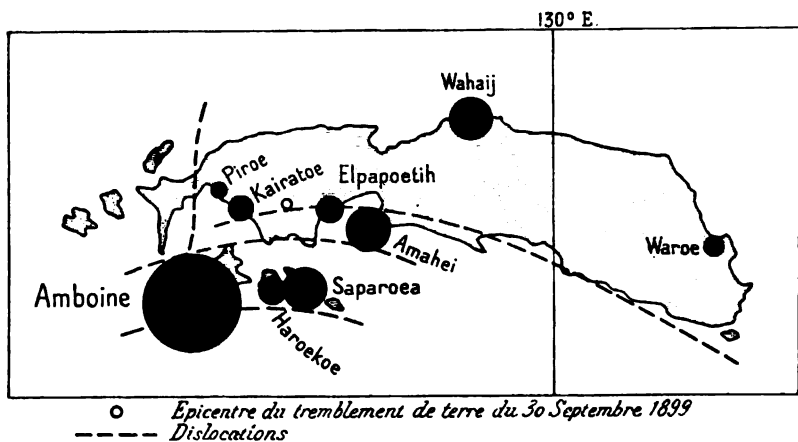 130° E.
Wahaij
Piroe
Kairatoe
Elpapoetih
Amahei
Waroe
Amboine
Saparoea
Haroekoe
Epicentre du tremblement de terre du 30 Septembre 1899
Dislocations